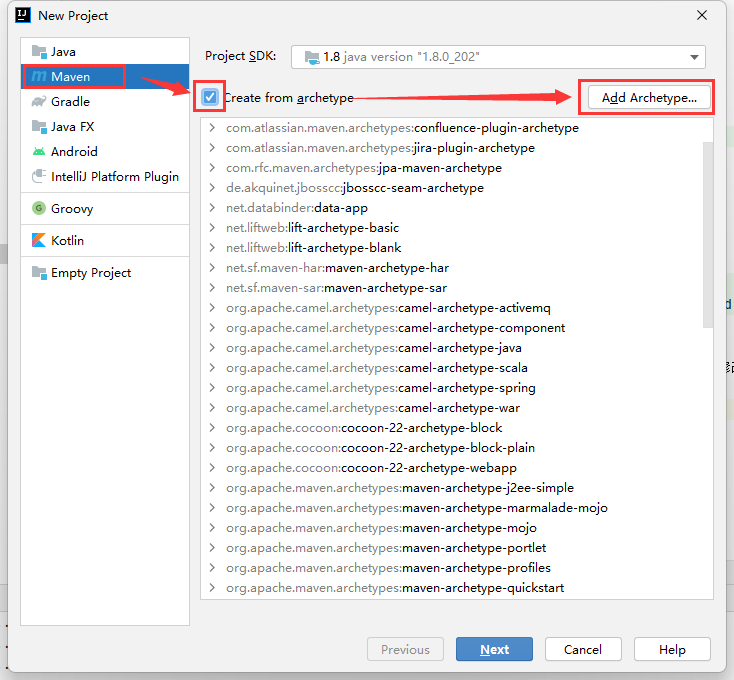 New Project
Java
Maven
Gradle
Java FX
Android
IntelliJ Platform Plugin
Groovy
Kotlin
Empty Project
Project SDK: 1.8 java version "1.8.0_202"
Create from archetype
Add Archetype...
com.atlassian.maven.archetypes:confluence-plugin-archetype
com.atlassian.maven.archetypes:jira-plugin-archetype
com.rfc.maven.archetypes:jpa-maven-archetype
de.akquinet.jbosscc:jbosscc-seam-archetype
net.databinder:data-app
net.liftweb:lift-archetype-basic
net.liftweb:lift-archetype-blank
net.sf.maven-har:maven-archetype-har
net.sf.maven-sar:maven-archetype-sar
org.apache.camel.archetypes:camel-archetype-activemq
org.apache.camel.archetypes:camel-archetype-component
org.apache.camel.archetypes:camel-archetype-java
org.apache.camel.archetypes:camel-archetype-scala
org.apache.camel.archetypes:camel-archetype-spring
org.apache.camel.archetypes:camel-archetype-war
org.apache.cocoon:cocoon-22-archetype-block
org.apache.cocoon:cocoon-22-archetype-block-plain
org.apache.cocoon:cocoon-22-archetype-webapp
org.apache.maven.archetypes:maven-archetype-j2ee-simple
org.apache.maven.archetypes:maven-archetype-marmalade-mojo
org.apache.maven.archetypes:maven-archetype-mojo
org.apache.maven.archetypes:maven-archetype-portlet
org.apache.maven.archetypes:maven-archetype-profiles
org.apache.maven.archetypes:maven-archetype-quickstart
Previous
Next
Cancel
Help